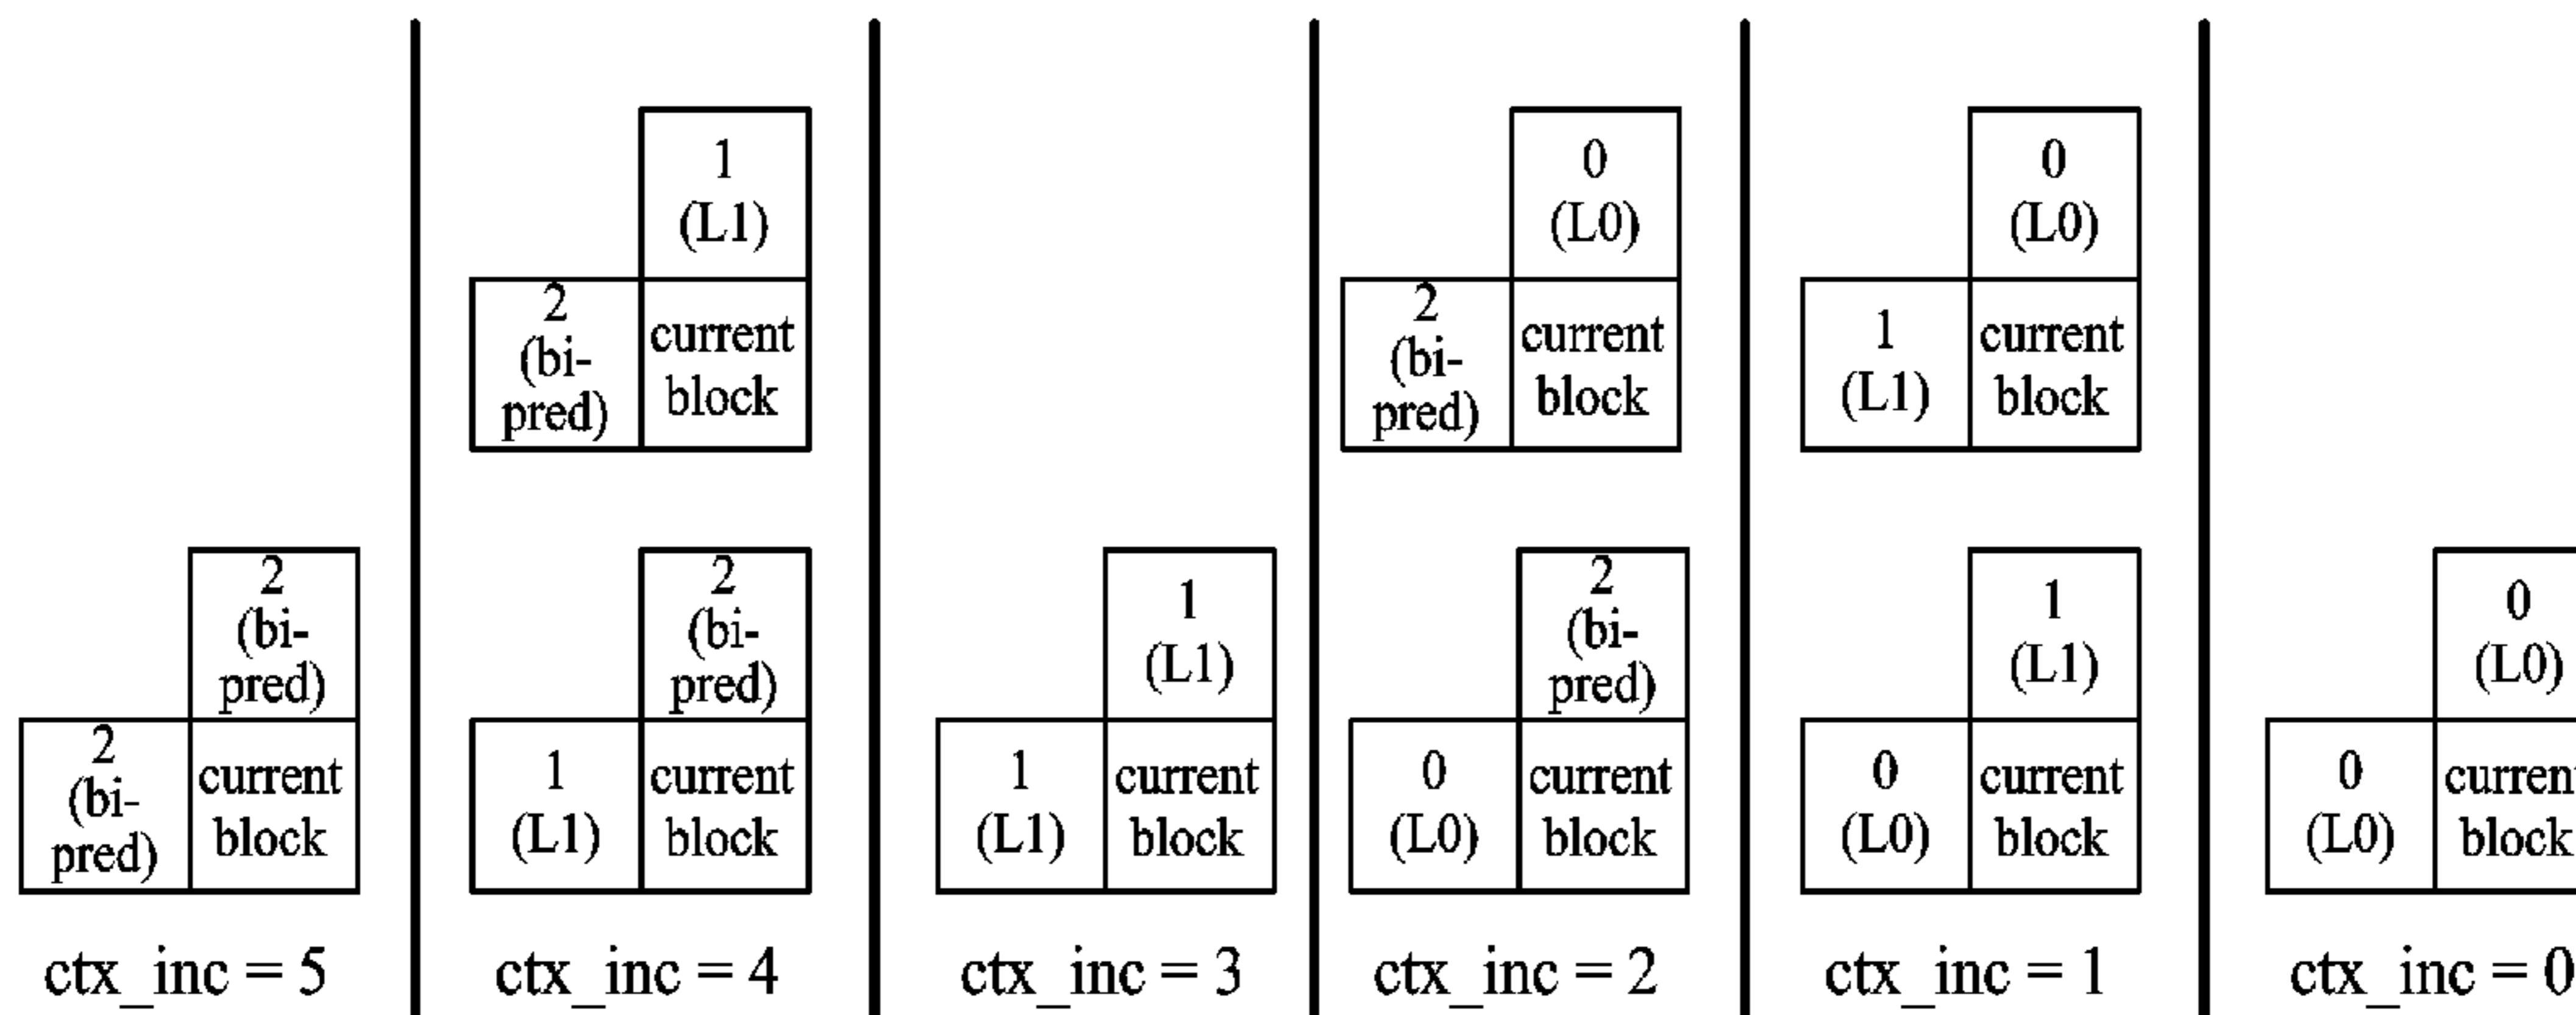 2
(bi-
pred)
2
(bi-
pred)
current
block
ctx_inc = 5
1
(L1)
2
(bi-
pred)
current
block
2
(bi-
pred)
1
(L1)
current
block
ctx_inc = 4
1
(L1)
1
(L1)
current
block
ctx_inc = 3
0
(L0)
2
(bi-
pred)
current
block
2
(bi-
pred)
0
(L0)
current
block
ctx_inc = 2
0
(L0)
1
(L1)
current
block
1
(L1)
0
(L0)
current
block
ctx_inc = 1
0
(L0)
0
(L0)
current
block
ctx_inc = 0